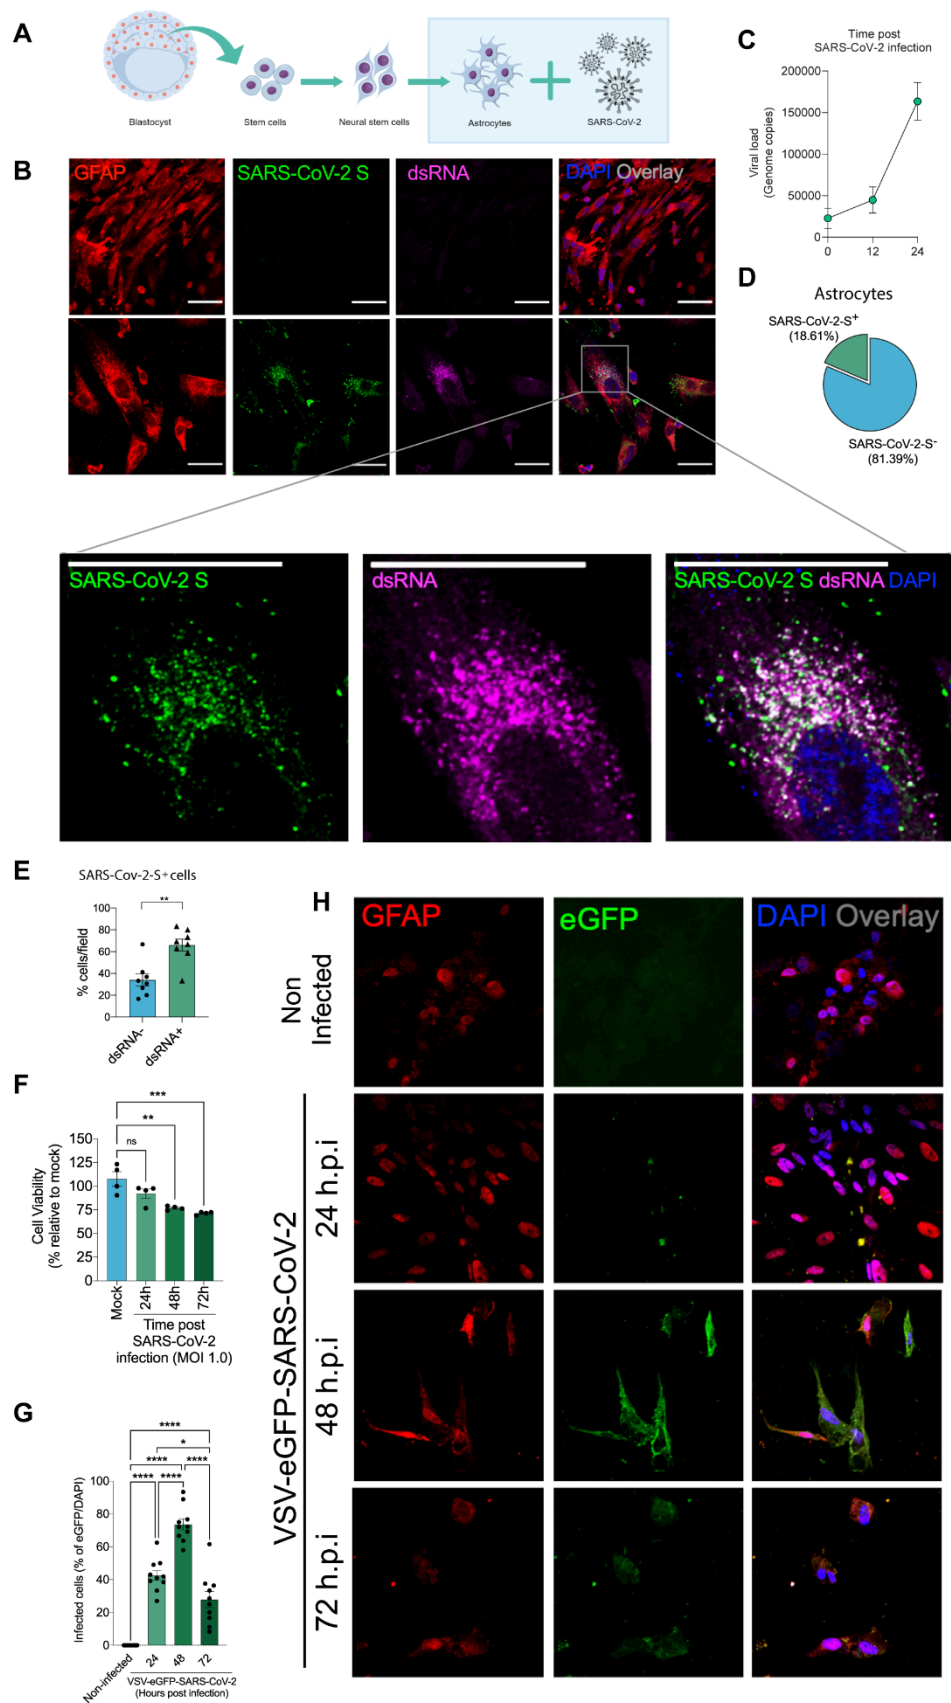 A
Blastocyst
Stem cells
Neural stem cells
Astrocytes
SARS-CoV-2
B
GFAP
SARS-CoV-2 S
dsRNA
DAPI Overlay
SARS-CoV-2 S
dsRNA
SARS-CoV-2 S dsRNA DAPI
C
Time post
SARS-CoV-2 infection
Viral load
(Genome copies)
200000
150000
100000
50000
0
0 12 24
D
Astrocytes
SARS-CoV-2-S+
(18.61%)
SARS-CoV-2-S-
(81.39%)
E
SARS-Cov-2-S+cells
**
% cells/field
100
80
60
40
20
0
dsRNA-
dsRNA+
F
***
**
ns
Cell Viability
(% relative to mock)
150
125
100
75
50
25
0
Mock
24h
48h
72h
Time post
SARS-CoV-2
infection (MOI 1.0)
G
****
*
**** ****
**** ****
Infected cells (% of eGFP/DAPI)
100
80
60
40
20
0
Non-infected
24
48
72
VSV-eGFP-SARS-CoV-2
(Hours post infection)
H
GFAP
eGFP
DAPI Overlay
Non
Infected
VSV-eGFP-SARS-CoV-2
24 h.p.i
48 h.p.i
72 h.p.i